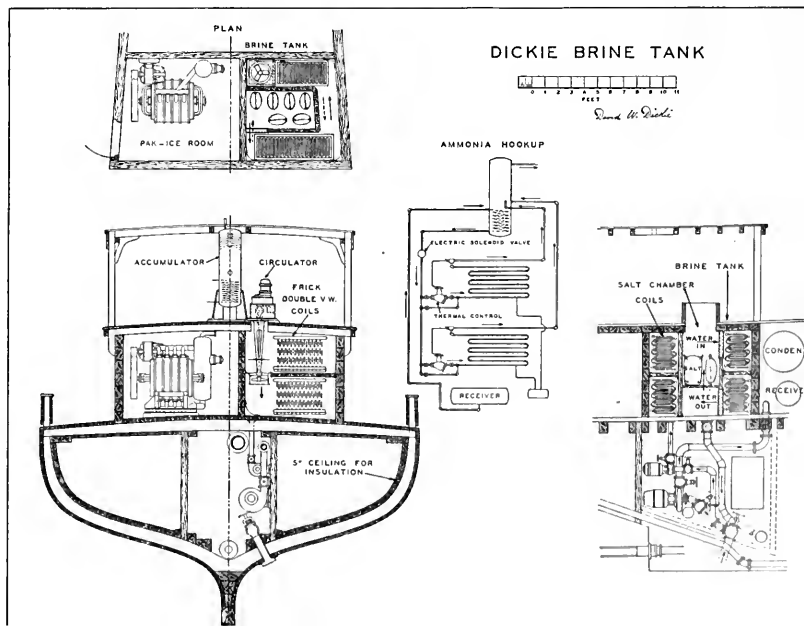 PLAN
BRINE TANK
PAK-ICE ROOM
DICKIE BRINE TANK
0 1 2 3 4 5 6 7 8 9 10 11
FEET
David W. Dickie
AMMONIA HOOKUP
ELECTRIC SOLENOID VALVE
THERMAL CONTROL
RECEIVER
ACCUMULATOR
CIRCULATOR
FRICK
DOUBLE V.W.
COILS
5" CEILING FOR
INSULATION
BRINE TANK
SALT CHAMBER
COILS
WATER
IN
SALT
WATER
OUT
CONDEN
RECEIVE